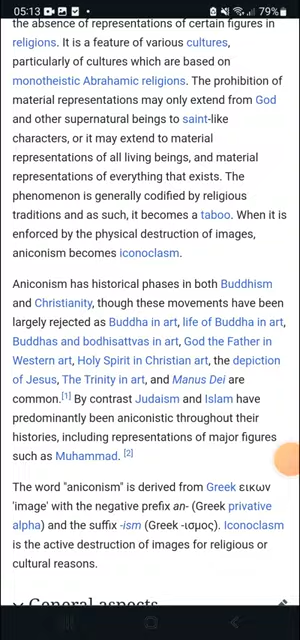 05:13 79%
the absence of representations of certain figures in
religions. It is a feature of various cultures,
particularly of cultures which are based on
monotheistic Abrahamic religions. The prohibition of
material representations may only extend from God
and other supernatural beings to saint-like
characters, or it may extend to material
representations of all living beings, and material
representations of everything that exists. The
phenomenon is generally codified by religious
traditions and as such, it becomes a taboo. When it is
enforced by the physical destruction of images,
aniconism becomes iconoclasm.
Aniconism has historical phases in both Buddhism
and Christianity, though these movements have been
largely rejected as Buddha in art, life of Buddha in art,
Buddhas and bodhisattvas in art, God the Father in
Western art, Holy Spirit in Christian art, the depiction
of Jesus, The Trinity in art, and Manus Dei are
common.[1] By contrast Judaism and Islam have
predominantly been aniconistic throughout their
histories, including representations of major figures
such as Muhammad. [2]
The word "aniconism" is derived from Greek εικων
'image' with the negative prefix an- (Greek privative
alpha) and the suffix -ism (Greek -ισμος). Iconoclasm
is the active destruction of images for religious or
cultural reasons.
General aspects